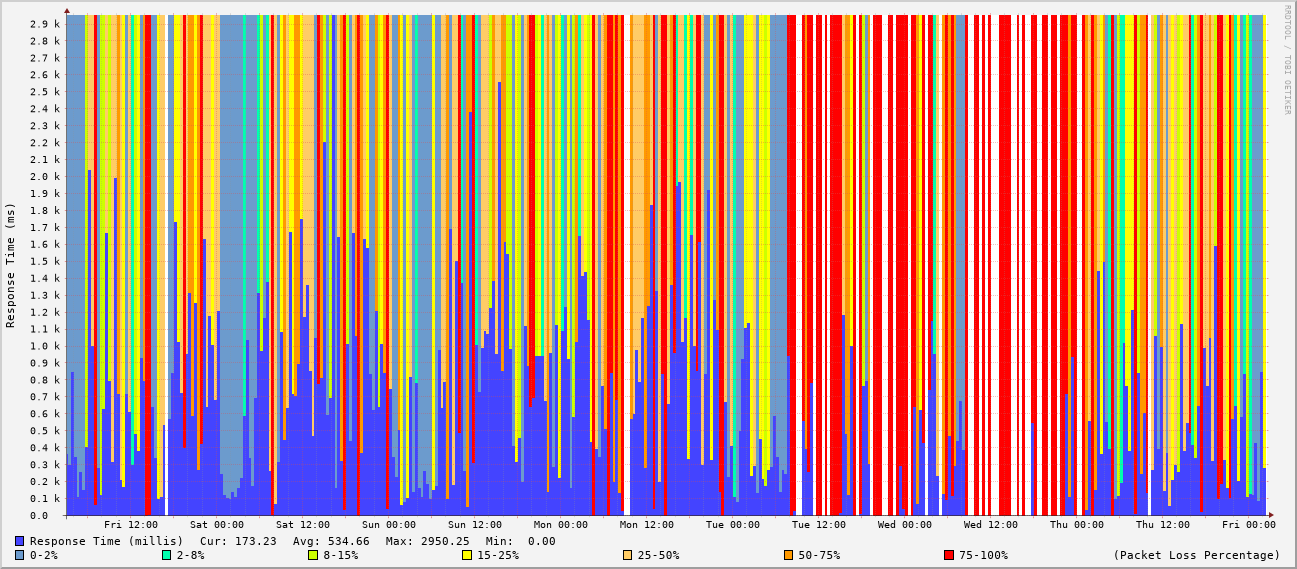 RRDTOOL / TOBI OETIKER
Response Time (ms)
2.9 k
2.8 k
2.7 k
2.6 k
2.5 k
2.4 k
2.3 k
2.2 k
2.1 k
2.0 k
1.9 k
1.8 k
1.7 k
1.6 k
1.5 k
1.4 k
1.3 k
1.2 k
1.1 k
1.0 k
0.9 k
0.8 k
0.7 k
0.6 k
0.5 k
0.4 k
0.3 k
0.2 k
0.1 k
0.0
Fri 12:00 Sat 00:00 Sat 12:00 Sun 00:00 Sun 12:00 Mon 00:00 Mon 12:00 Tue 00:00 Tue 12:00 Wed 00:00 Wed 12:00 Thu 00:00 Thu 12:00 Fri 00:00
Response Time (millis) Cur: 173.23 Avg: 534.66 Max: 2950.25 Min: 0.00
0-2% 2-8% 8-15% 15-25% 25-50% 50-75% 75-100% (Packet Loss Percentage)